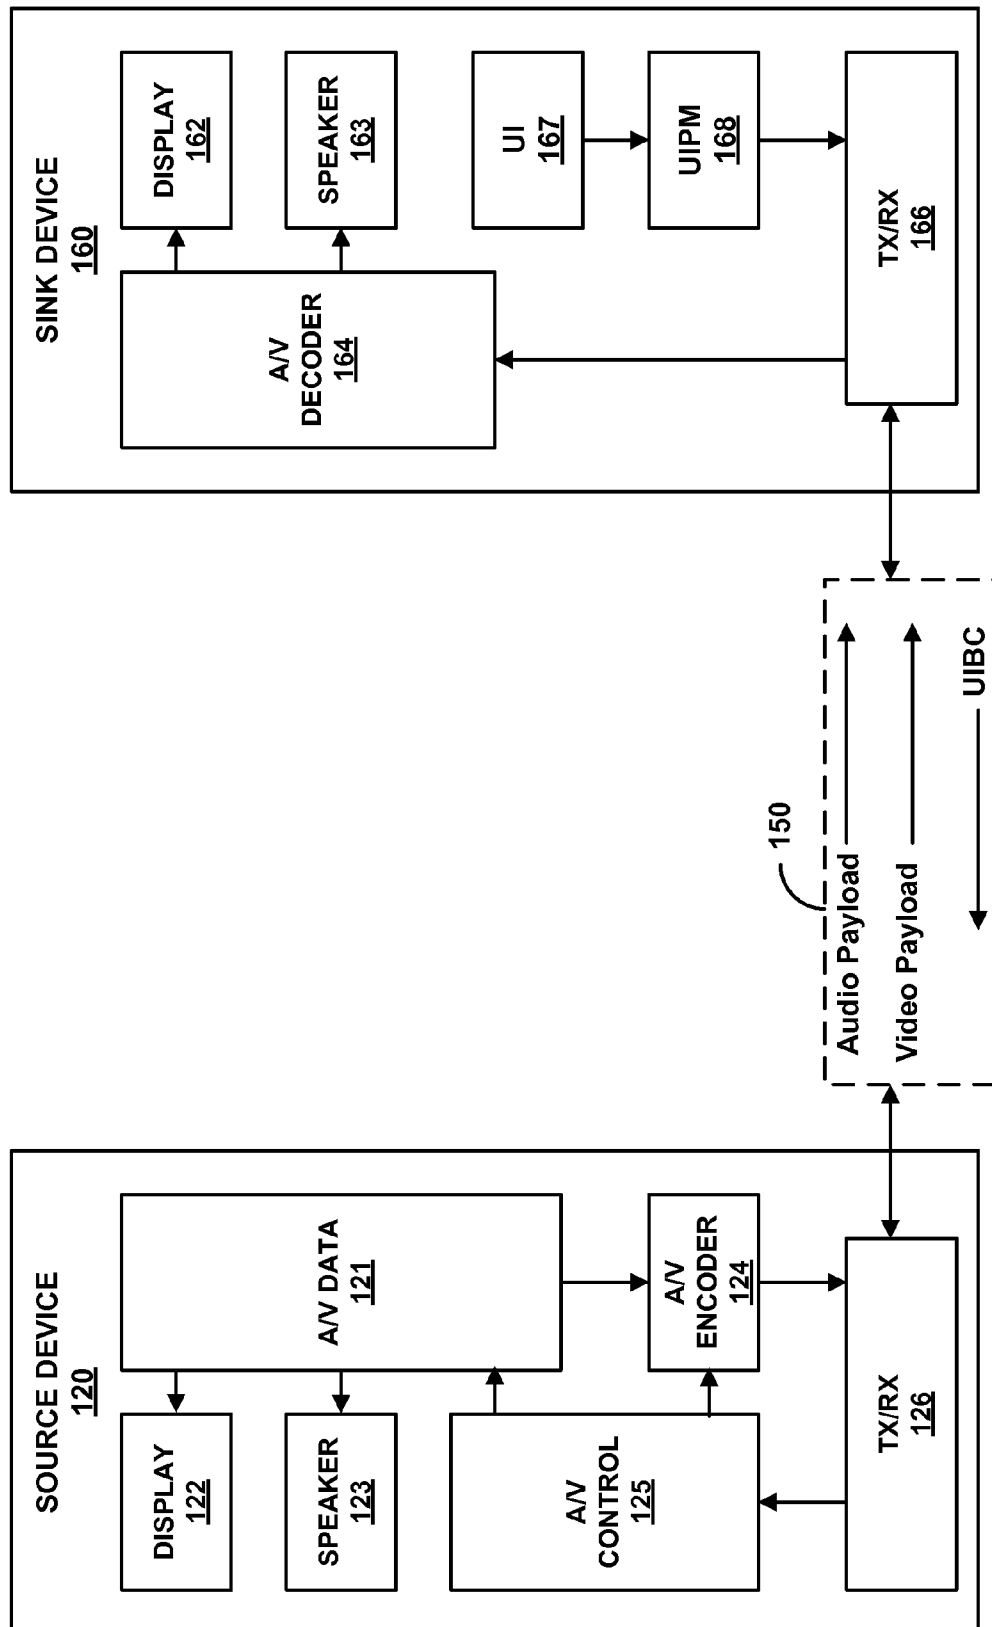 SOURCE DEVICE
120
DISPLAY
122
SPEAKER
123
A/V
CONTROL
125
A/V DATA
121
A/V
ENCODER
124
TX/RX
126
150
Audio Payload
Video Payload
UIBC
SINK DEVICE
160
A/V
DECODER
164
DISPLAY
162
SPEAKER
163
UI
167
UIPM
168
TX/RX
166